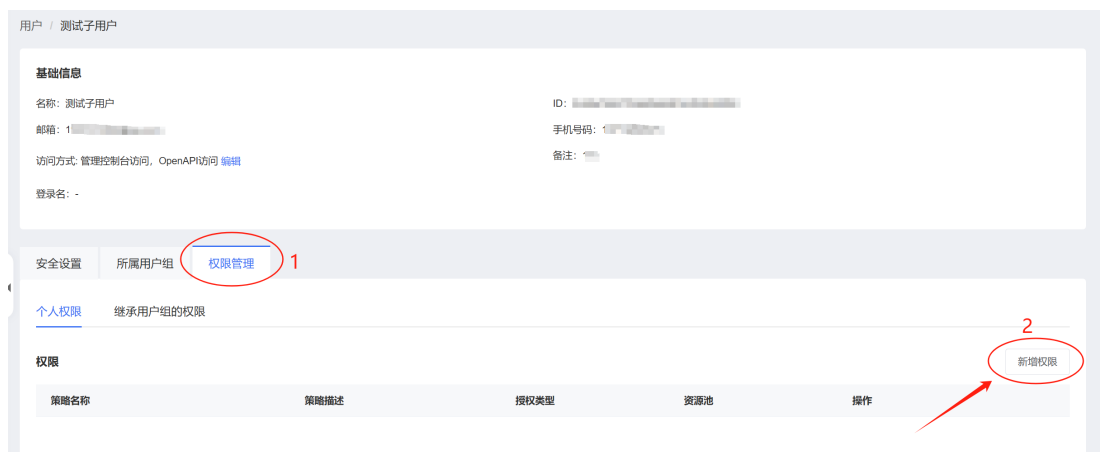 用户 / 测试子用户
基础信息
名称：测试子用户
ID：
邮箱：1
手机号码：1
访问方式: 管理控制台访问，OpenAPI访问 编辑
备注：
登录名：-
安全设置 所属用户组 权限管理 1
个人权限 继承用户组的权限
2
权限 新增权限
策略名称 策略描述 授权类型 资源池 操作